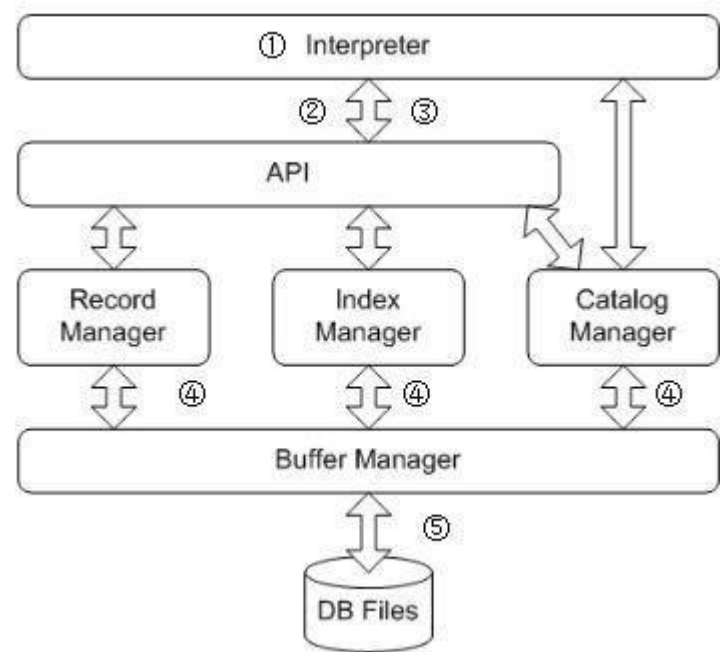 ① Interpreter
② ③
API
Record
Manager
Index
Manager
Catalog
Manager
④ ④ ④
Buffer Manager
⑤
DB Files